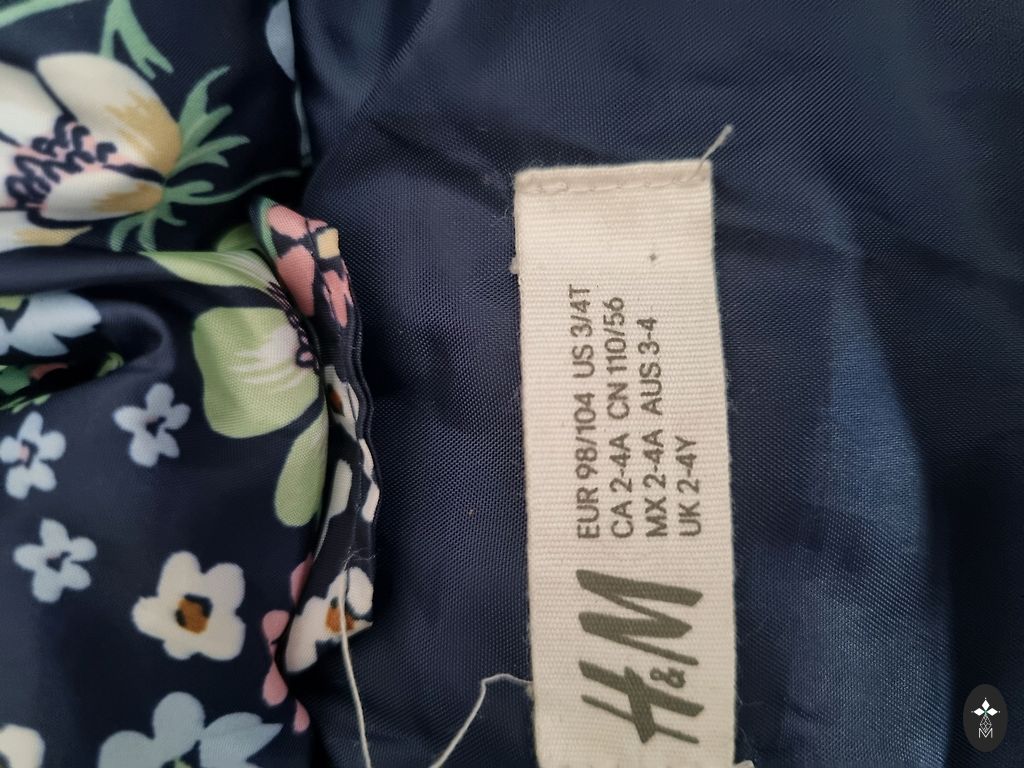 H&M
EUR 98/104 US 3/4T
CA 2-4A CN 110/56
MX 2-4A AUS 3-4
UK 2-4Y
M